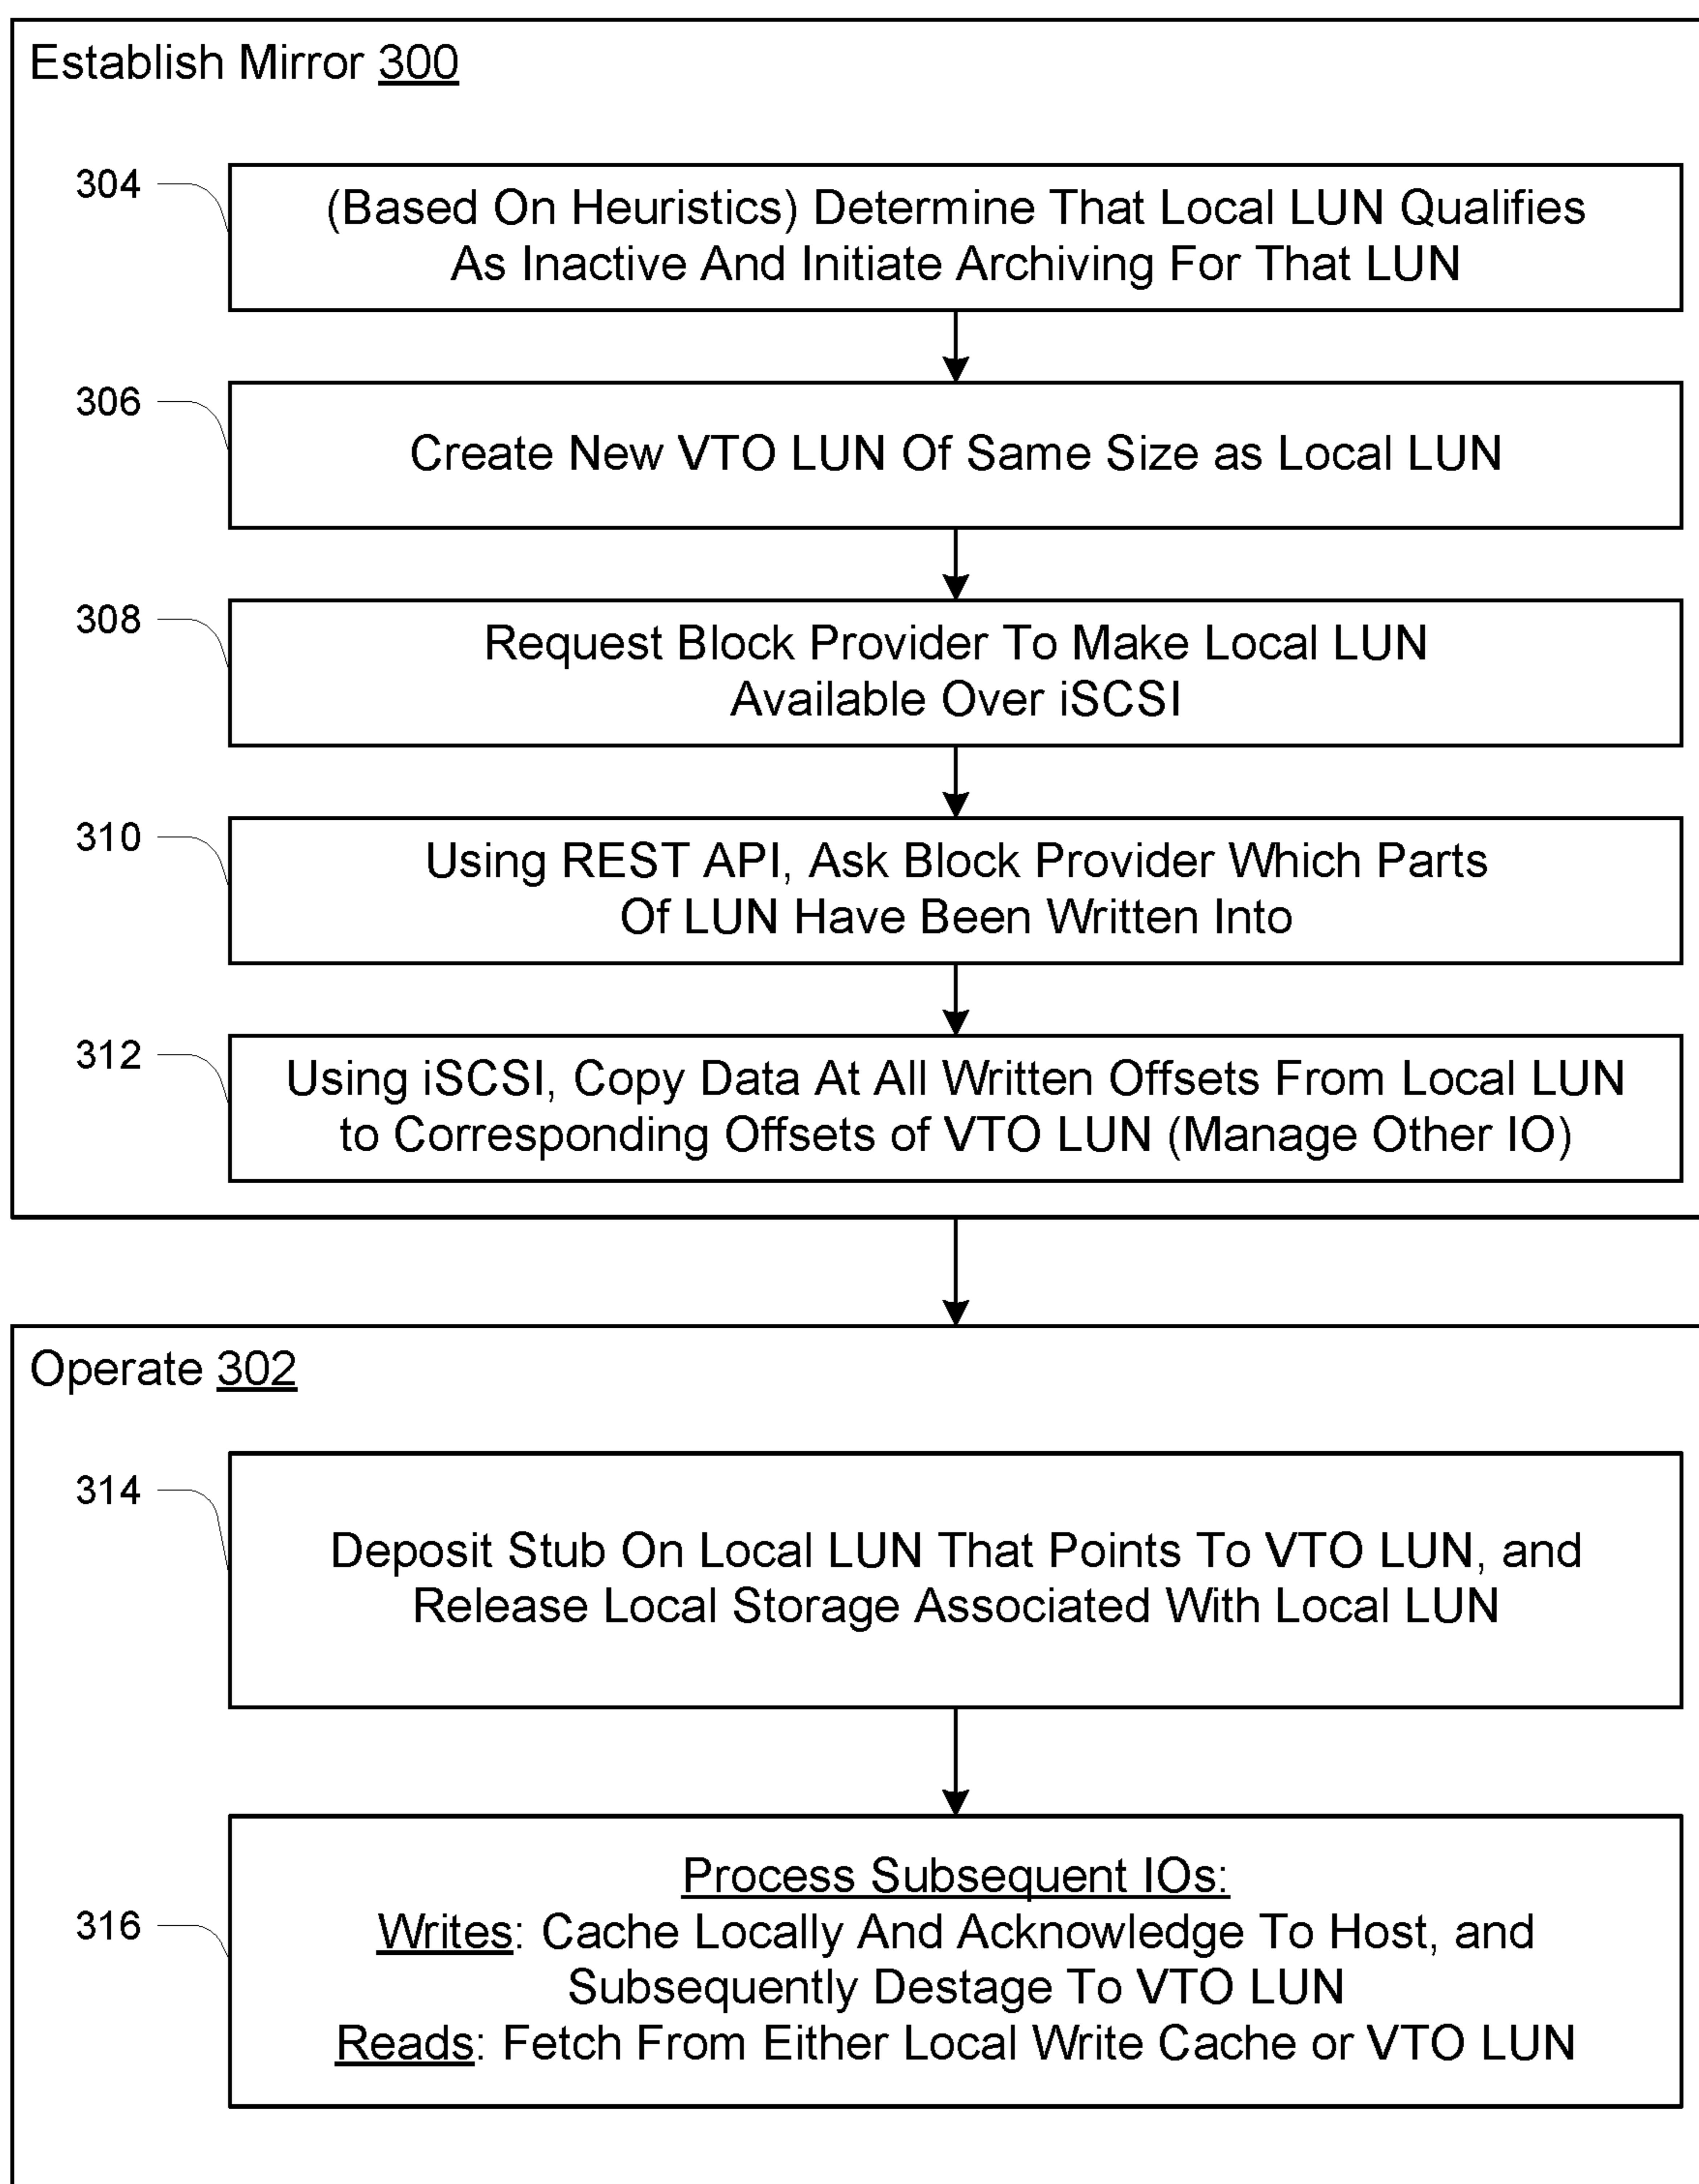 Establish Mirror 300
304
(Based On Heuristics) Determine That Local LUN Qualifies
As Inactive And Initiate Archiving For That LUN
306
Create New VTO LUN Of Same Size as Local LUN
308
Request Block Provider To Make Local LUN
Available Over iSCSI
310
Using REST API, Ask Block Provider Which Parts
Of LUN Have Been Written Into
312
Using iSCSI, Copy Data At All Written Offsets From Local LUN
to Corresponding Offsets of VTO LUN (Manage Other IO)
Operate 302
314
Deposit Stub On Local LUN That Points To VTO LUN, and
Release Local Storage Associated With Local LUN
316
Process Subsequent IOs:
Writes: Cache Locally And Acknowledge To Host, and
Subsequently Destage To VTO LUN
Reads: Fetch From Either Local Write Cache or VTO LUN